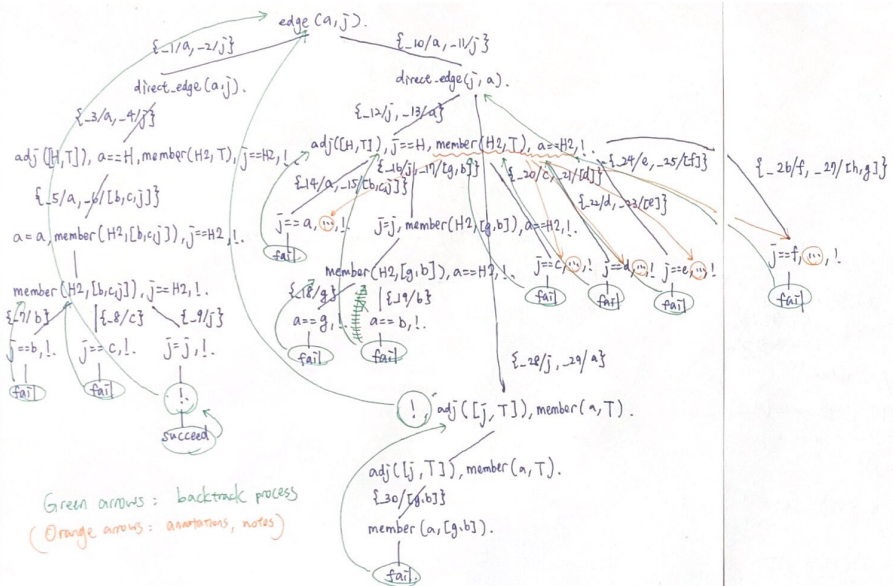 edge(a,j).
{_1/a, _2/j}
{_10/a, _11/j}
direct_edge(a,j).
direct_edge(j,a).
{_3/a, _4/j}
{_12/j, _13/a}
adj([H,T]), a==H, member(H2,T), j==H2, !.
adj([H,T]), j==H, member(H2,T), a==H2, !.
{_5/a, _6/[b,c,j]}
{_14/a, _15/[b,c,j]}
{_16/j, _17/[g,b]}
{_20/c, _21/[d]}
{_22/d, _23/[e]}
{_24/e, _25/[f]}
{_26/f, _27/[h,g]}
a=a, member(H2,[b,c,j]), j==H2, !.
j==a, ..., !.
fail
j=j, member(H2,[g,b]), a==H2, !.
j==c, ..., !.
fail
j==d, ..., !.
fail
j==e, ..., !.
fail
j==f, ..., !.
fail
member(H2,[b,c,j]), j==H2, !.
member(H2,[g,b]), a==H2, !.
{_7/b}
{_8/c}
{_9/j}
{_18/g}
{_19/b}
j==b, !.
j==c, !.
j=j, !.
a==g, !.
a==b, !.
fail
fail
!
succeed
fail
fail
{_28/j, _29/a}
!
adj([j,T]), member(a,T).
adj([j,T]), member(a,T).
{_30/[g,b]}
member(a,[g,b]).
fail
Green arrows: backtrack process
(Orange arrows: annotations, notes)